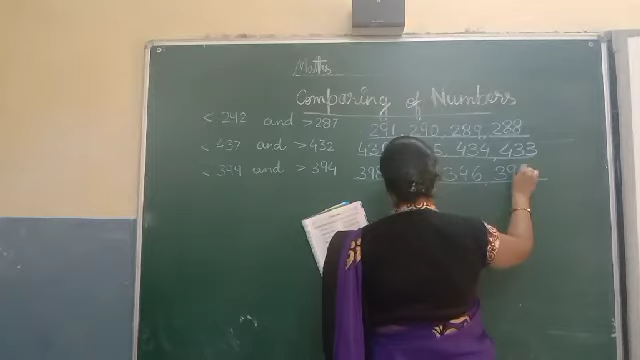 Maths
Comparing of Numbers
< 292 and > 287 291, 290, 289, 288
< 437 and > 432 5, 434, 433
< 399 and > 394 398 396,